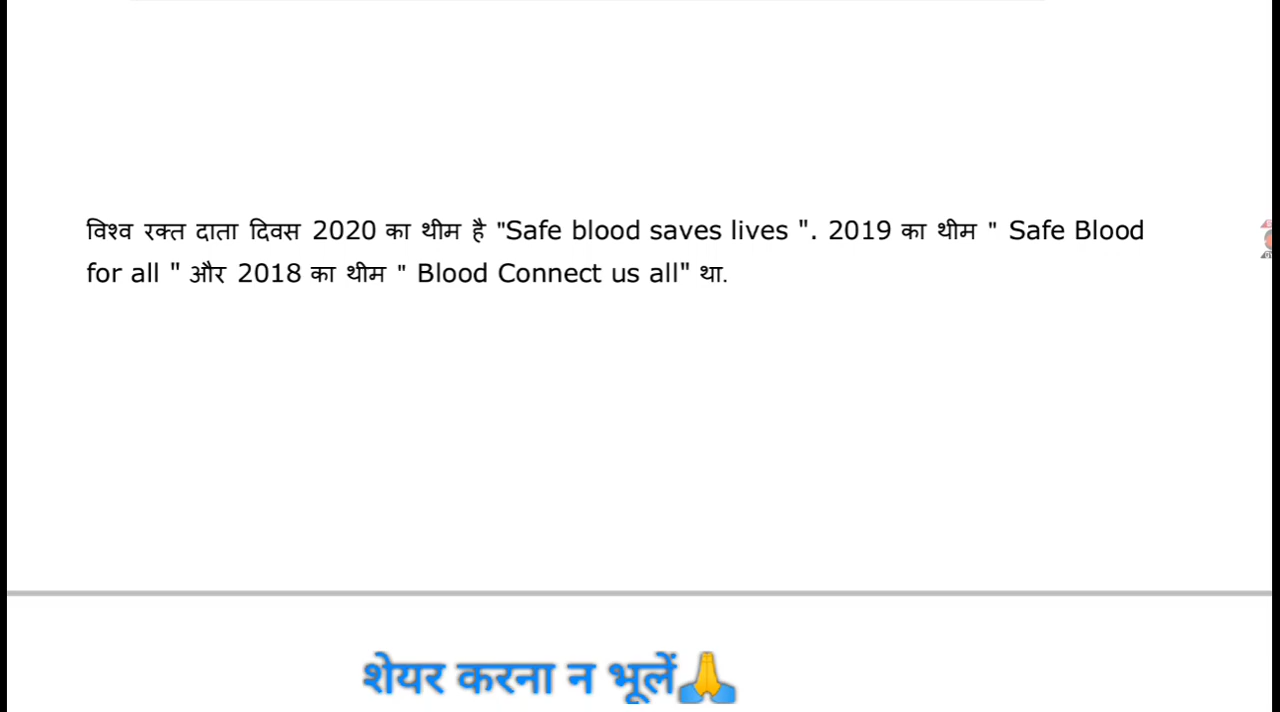 विश्व रक्त दाता दिवस 2020 का थीम है "Safe blood saves lives ". 2019 का थीम " Safe Blood
for all " और 2018 का थीम " Blood Connect us all" था.
शेयर करना न भूलें🙏